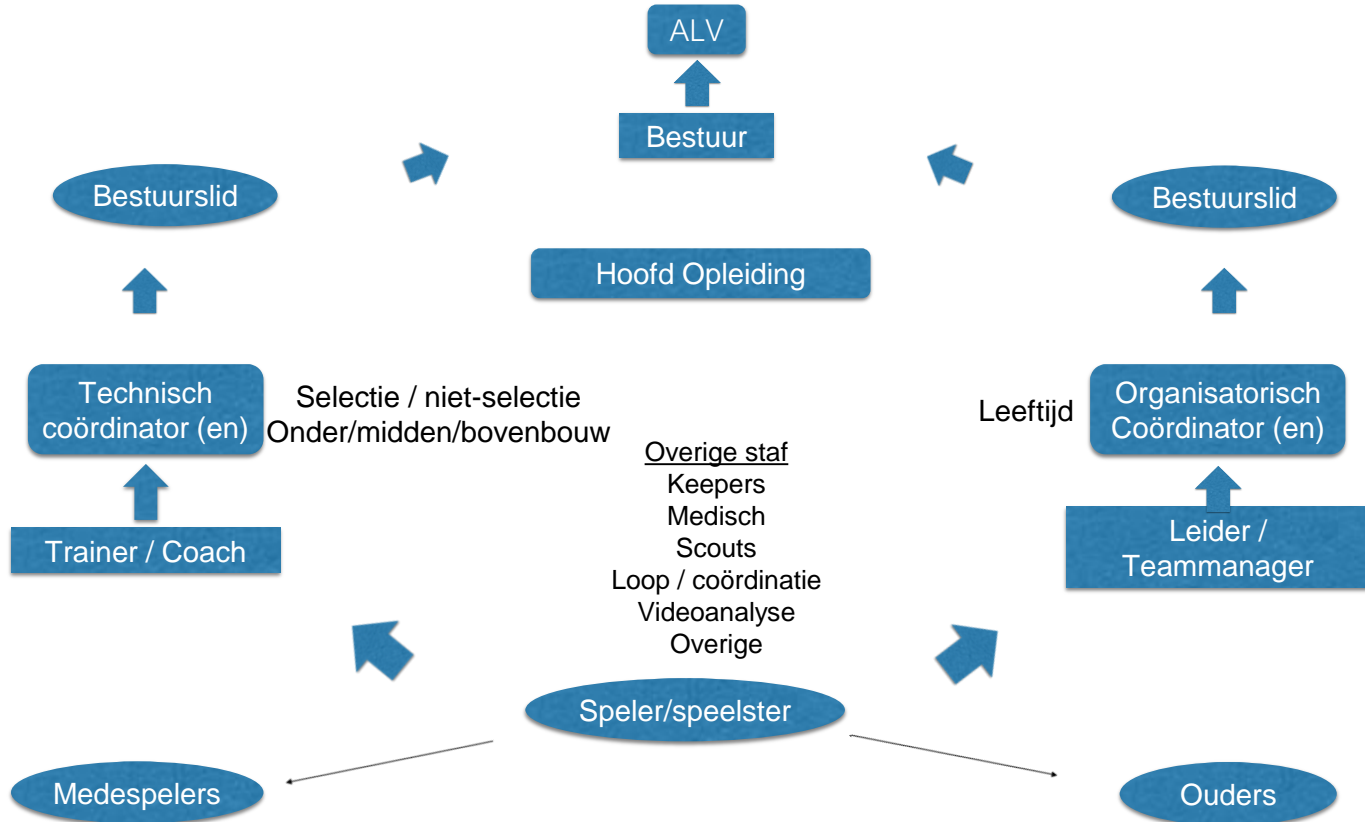 ALV
Bestuur
Bestuurslid
Bestuurslid
Hoofd Opleiding
Technisch
coördinator (en)
Selectie / niet-selectie
Onder/midden/bovenbouw
Leeftijd
Organisatorisch
Coördinator (en)
Overige staf
Keepers
Medisch
Scouts
Loop / coördinatie
Videoanalyse
Overige
Trainer / Coach
Leider /
Teammanager
Speler/speelster
Medespelers
Ouders